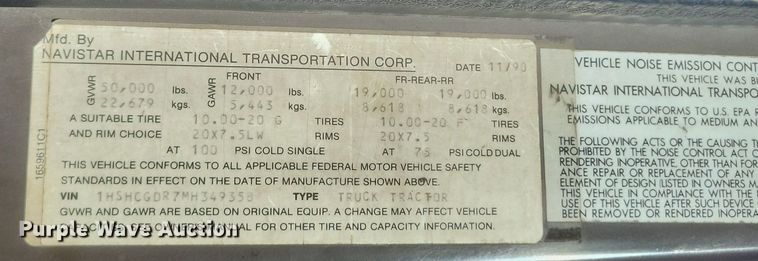 Mfd. By
NAVISTAR INTERNATIONAL TRANSPORTATION CORP.
DATE 11/90
FRONT FR-REAR-RR
GVWR 50,000 lbs. GAWR 12,000 lbs. 19,000 19,000 lbs.
22,679 kgs. 5,443 kgs. 8,618 8,618 kgs.
A SUITABLE TIRE 10.00-20 G TIRES 10.00-20 F TIRES
AND RIM CHOICE 20X7.5LW RIMS 20X7.5 RIMS
AT 100 PSI COLD SINGLE AT 75 PSI COLD DUAL
THIS VEHICLE CONFORMS TO ALL APPLICABLE FEDERAL MOTOR VEHICLE SAFETY
STANDARDS IN EFFECT ON THE DATE OF MANUFACTURE SHOWN ABOVE.
VIN 1HSHCGDR7MH349358 TYPE TRUCK TRACTOR
GVWR AND GAWR ARE BASED ON ORIGINAL EQUIP. A CHANGE MAY AFFECT VEHICLE
OWNER'S MANUAL FOR OTHER TIRE AND CAPACITY INFORMATION.
1659611C1
VEHICLE NOISE EMISSION CONT
THIS VEHICLE WAS BU
NAVISTAR INTERNATIONAL TRANSPO
THIS VEHICLE CONFORMS TO U.S. EPA R
EMISSIONS APPLICABLE TO MEDIUM AN
THE FOLLOWING ACTS OR THE CAUSING T
PROHIBITED BY THE NOISE CONTROL ACT O
RENDERING INOPERATIVE, OTHER THAN FOR
ANCE REPAIR OR REPLACEMENT OF ANY
ELEMENT OF DESIGN (LISTED IN OWNERS MA
THIS VEHICLE IN COMPLIANCE WITH THE
USE OF VEHICLE AFTER SUCH DEVICE
BEEN REMOVED OR RENDERED INOPERA
Purple Wave Auction